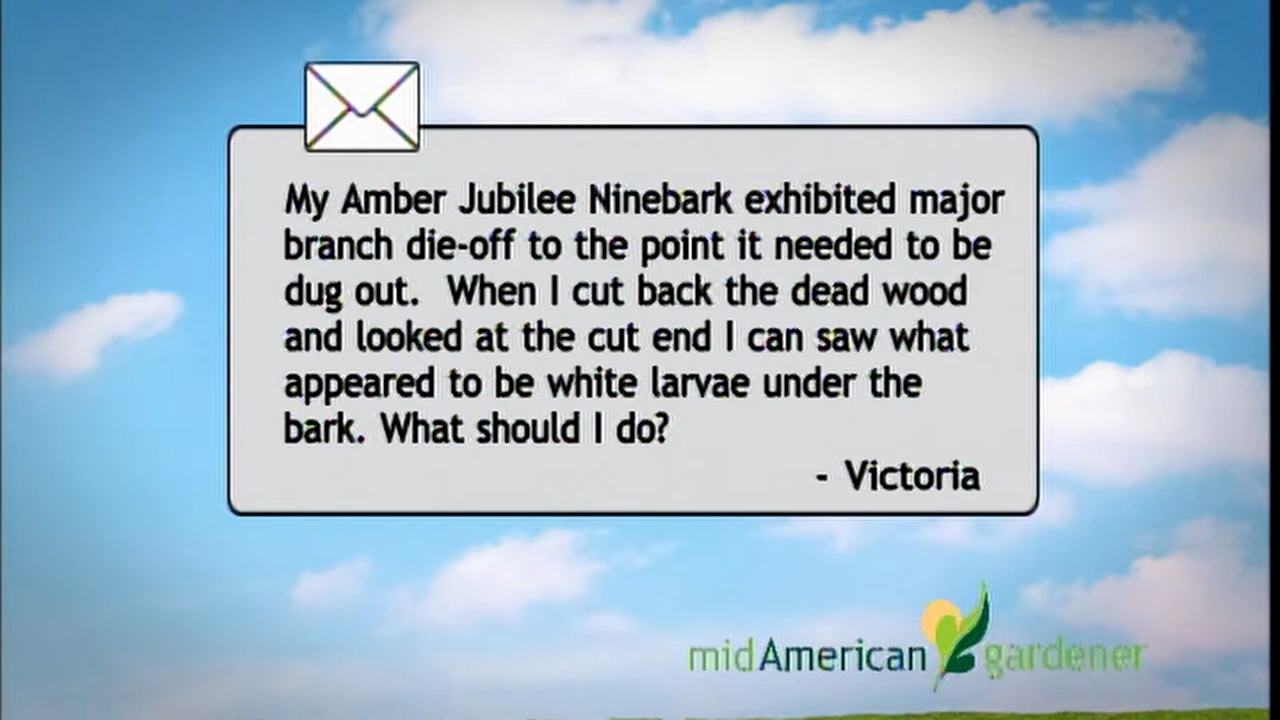 My Amber Jubilee Ninebark exhibited major
branch die-off to the point it needed to be
dug out.  When I cut back the dead wood
and looked at the cut end I can saw what
appeared to be white larvae under the
bark. What should I do?
- Victoria
midAmerican gardener